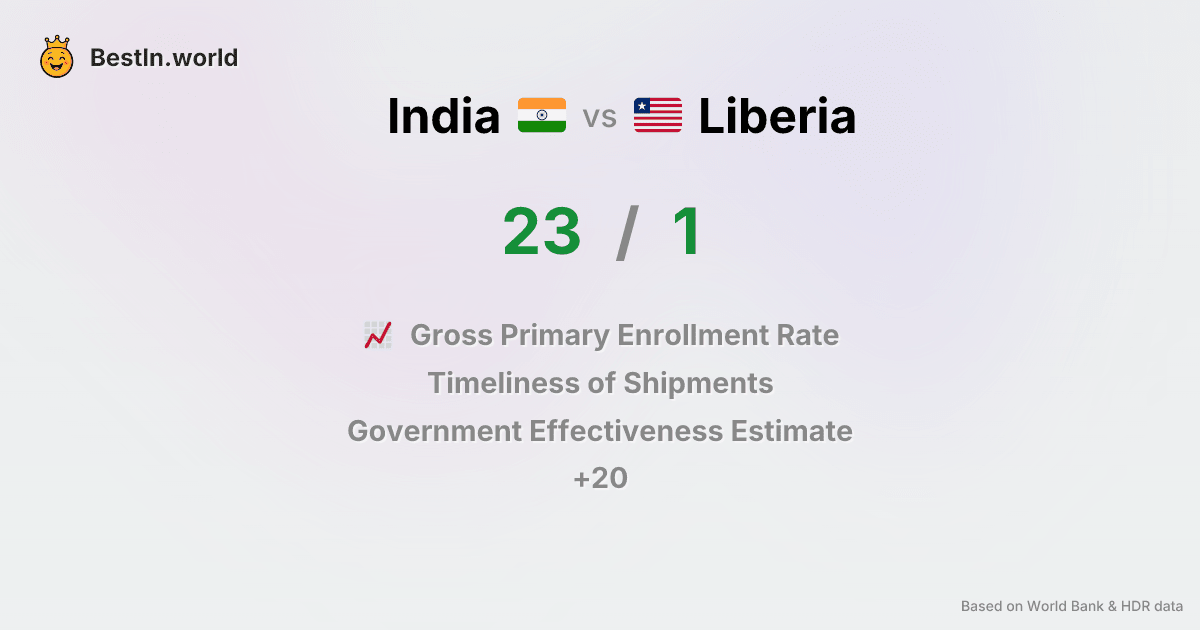 BestIn.world
India vs Liberia
23 / 1
Gross Primary Enrollment Rate
Timeliness of Shipments
Government Effectiveness Estimate
+20
Based on World Bank & HDR data